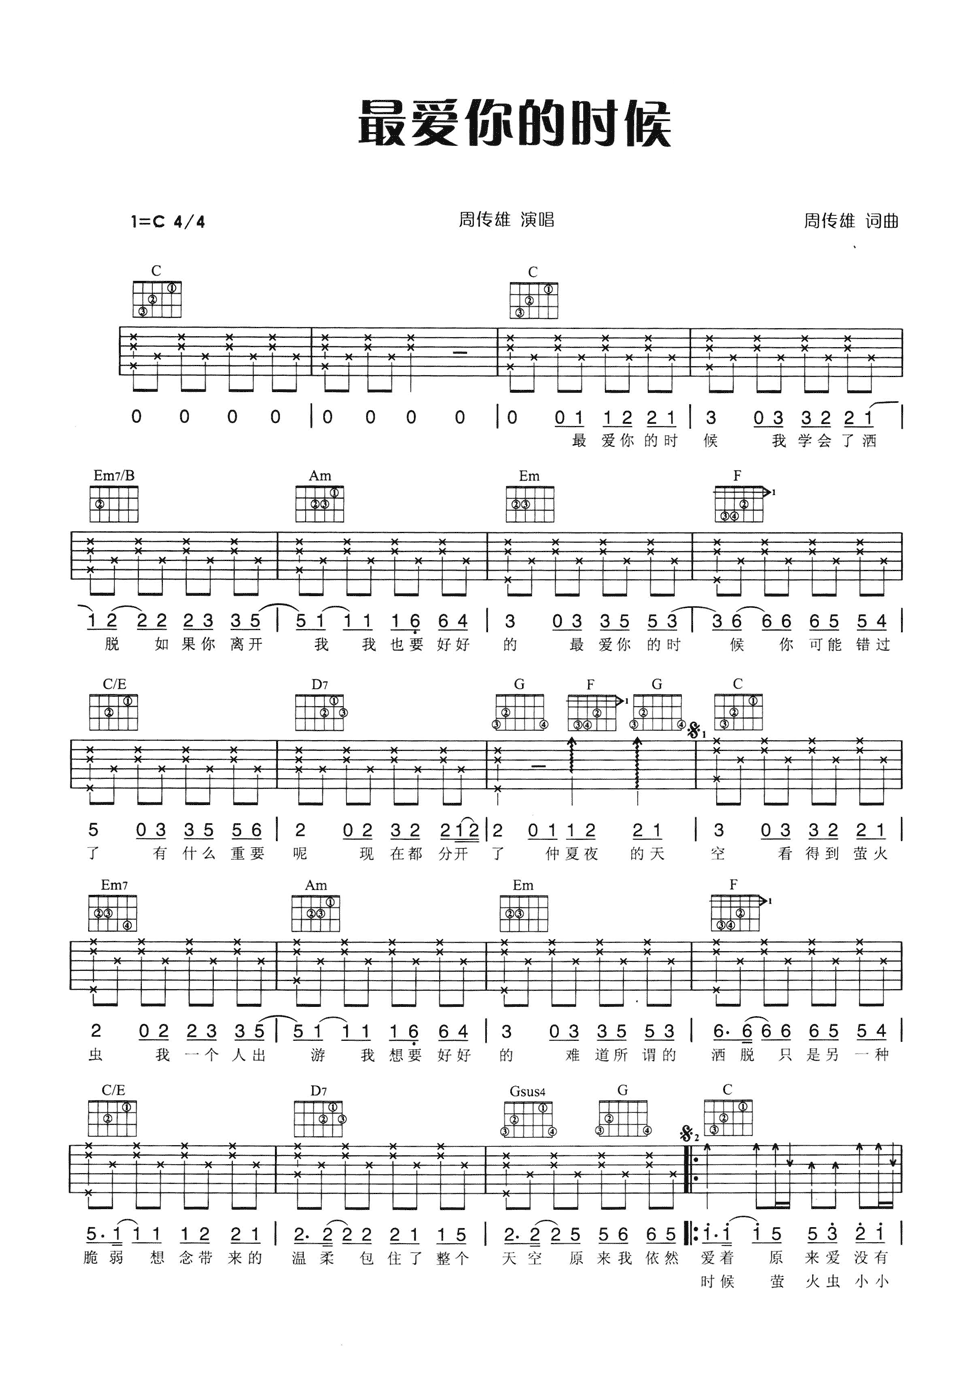 最爱你的时候
1=C 4/4 周传雄 演唱 周传雄 词曲
C C
0 0 0 0 | 0 0 0 0 | 0 01 12 21 | 3 03 32 21 |
最 爱你 的时 候 我 学会 了洒
Em7/B Am Em F
12 22 23 35 | 51 11 16 64 | 3 03 35 53 | 36 66 65 54 |
脱 如 果你 离开 我 我 也要 好好 的 最 爱你 的时 候 你 可能 错过
C/E D7 G F G C
𝄋1
5 03 35 56 | 2 02 32 212 | 2 01 12 21 | 3 03 32 21 |
了 有 什么 重要 呢 现 在都 分开 了 仲夏夜 的天 空 看 得到 萤火
Em7 Am Em F
2 02 23 35 | 51 11 16 64 | 3 03 35 53 | 6·6 66 65 54 |
虫 我 一个 人出 游 我 想要 好好 的 难 道所 谓的 洒 脱 只 是另 一种
C/E D7 Gsus4 G C
𝄋2
5·1 11 12 21 | 2·2 22 21 15 | 2·2 25 66 65 |: 1·1 15 53 21 |
脆弱 想 念带 来的 温柔 包 住了 整个 天空 原 来我 依然 爱着 原 来爱 没有
时候 萤 火虫 小小